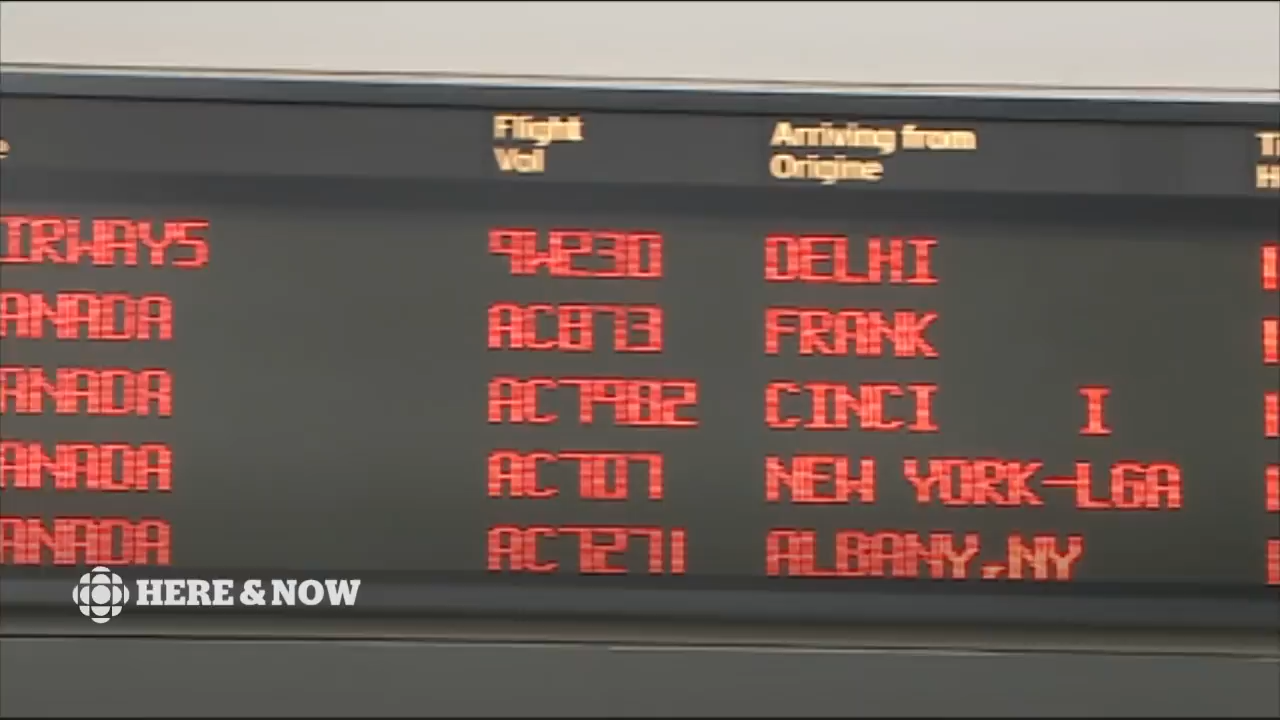 Flight Arriving from
Vol Origine
IRWAYS 9W230 DELHI
ANADA AC873 FRANK
ANADA AC7982 CINCI I
ANADA AC707 NEW YORK-LGA
ANADA AC7271 ALBANY,NY
HERE & NOW